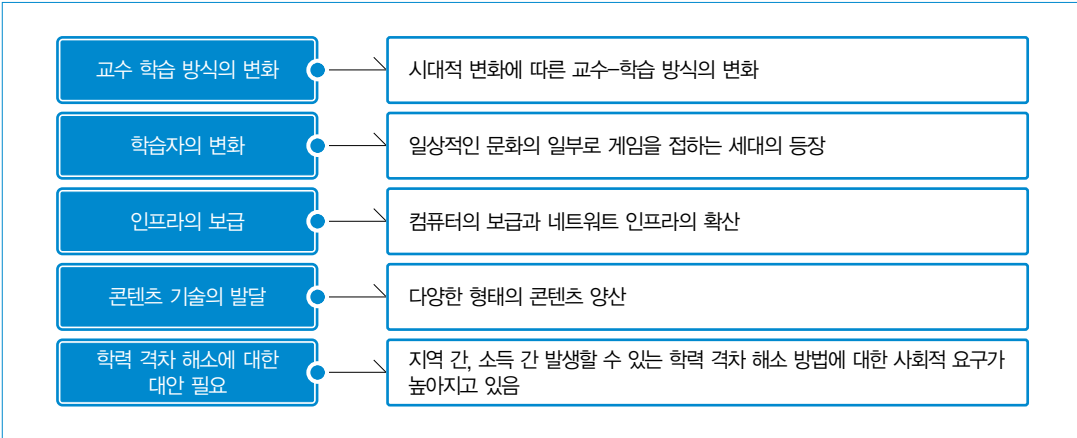 교수 학습 방식의 변화
시대적 변화에 따른 교수-학습 방식의 변화
학습자의 변화
일상적인 문화의 일부로 게임을 접하는 세대의 등장
인프라의 보급
컴퓨터의 보급과 네트워트 인프라의 확산
콘텐츠 기술의 발달
다양한 형태의 콘텐츠 양산
학력 격차 해소에 대한
대안 필요
지역 간, 소득 간 발생할 수 있는 학력 격차 해소 방법에 대한 사회적 요구가
높아지고 있음